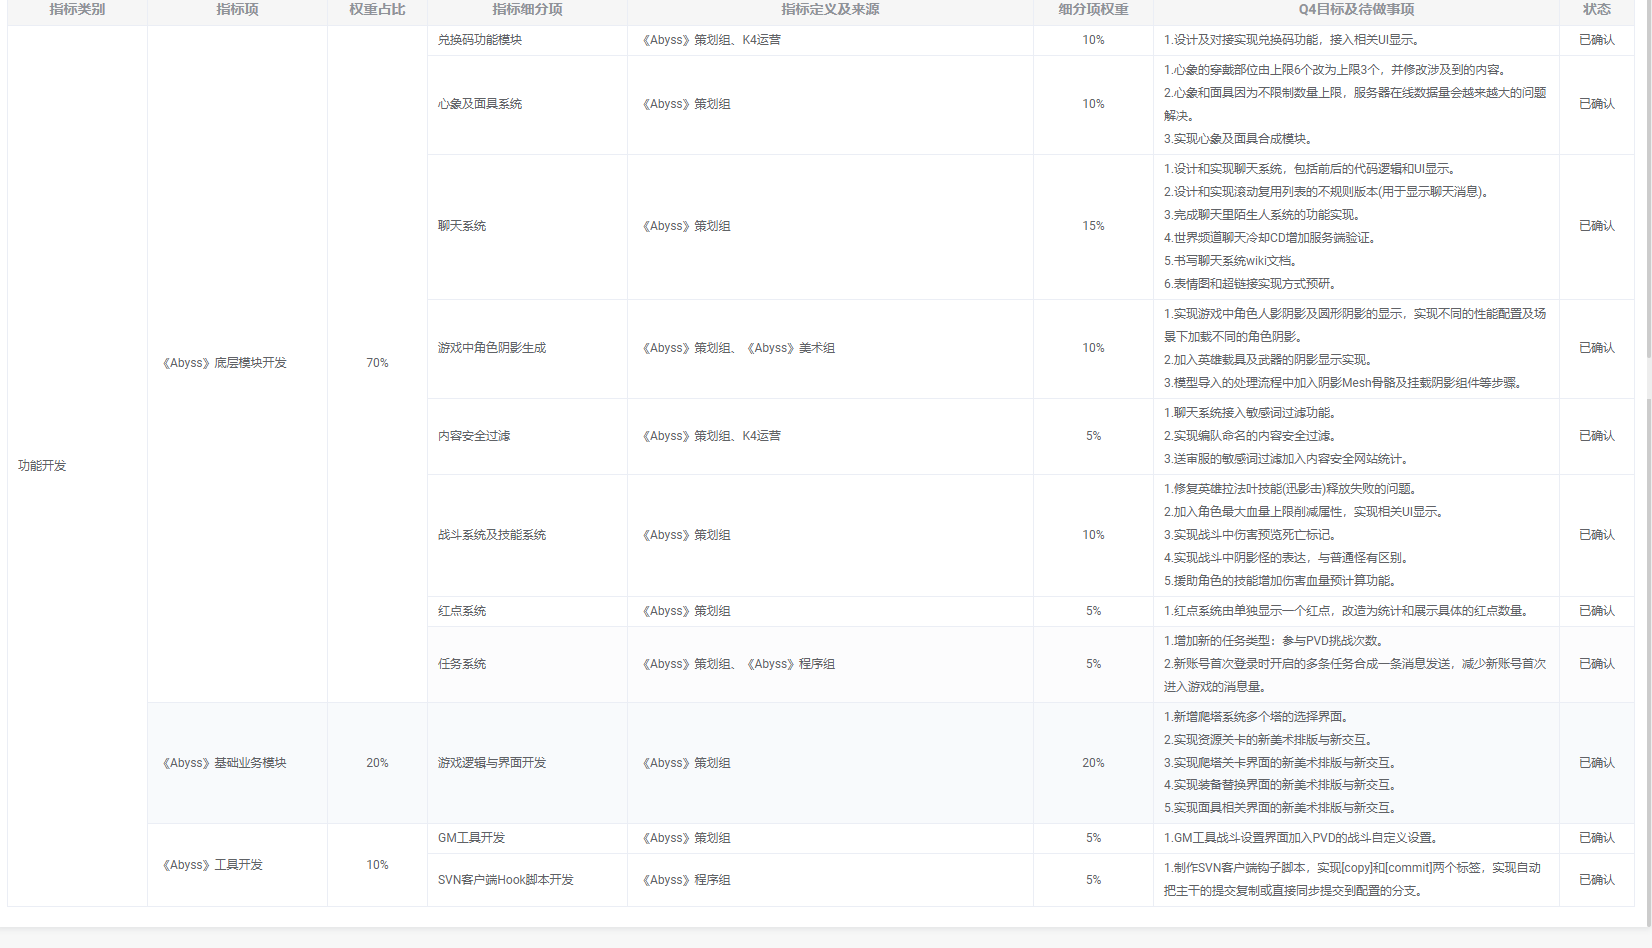 指标类别 指标项 权重占比 指标细分项 指标定义及来源 细分项权重 Q4目标及待做事项 状态
功能开发
《Abyss》底层模块开发 70%
兑换码功能模块 《Abyss》策划组、K4运营 10% 1.设计及对接实现兑换码功能，接入相关UI显示。 已确认
心象及面具系统 《Abyss》策划组 10%
1.心象的穿戴部位由上限6个改为上限3个，并修改涉及到的内容。
2.心象和面具因为不限制数量上限，服务器在线数据量会越来越大的问题
解决。
3.实现心象及面具合成模块。
已确认
聊天系统 《Abyss》策划组 15%
1.设计和实现聊天系统，包括前后的代码逻辑和UI显示。
2.设计和实现滚动复用列表的不规则版本(用于显示聊天消息)。
3.完成聊天里陌生人系统的功能实现。
4.世界频道聊天冷却CD增加服务端验证。
5.书写聊天系统wiki文档。
6.表情图和超链接实现方式预研。
已确认
游戏中角色阴影生成 《Abyss》策划组、《Abyss》美术组 10%
1.实现游戏中角色人影阴影及圆形阴影的显示，实现不同的性能配置及场
景下加载不同的角色阴影。
2.加入英雄载具及武器的阴影显示实现。
3.模型导入的处理流程中加入阴影Mesh骨骼及挂载阴影组件等步骤。
已确认
内容安全过滤 《Abyss》策划组、K4运营 5%
1.聊天系统接入敏感词过滤功能。
2.实现编队命名的内容安全过滤。
3.送审服的敏感词过滤加入内容安全网站统计。
已确认
战斗系统及技能系统 《Abyss》策划组 10%
1.修复英雄拉法叶技能(迅影击)释放失败的问题。
2.加入角色最大血量上限削减属性，实现相关UI显示。
3.实现战斗中伤害预览死亡标记。
4.实现战斗中阴影怪的表达，与普通怪有区别。
5.援助角色的技能增加伤害血量预计算功能。
已确认
红点系统 《Abyss》策划组 5% 1.红点系统由单独显示一个红点，改造为统计和展示具体的红点数量。 已确认
任务系统 《Abyss》策划组、《Abyss》程序组 5%
1.增加新的任务类型：参与PVD挑战次数。
2.新账号首次登录时开启的多条任务合成一条消息发送，减少新账号首次
进入游戏的消息量。
已确认
《Abyss》基础业务模块 20% 游戏逻辑与界面开发 《Abyss》策划组 20%
1.新增爬塔系统多个塔的选择界面。
2.实现资源关卡的新美术排版与新交互。
3.实现爬塔关卡界面的新美术排版与新交互。
4.实现装备替换界面的新美术排版与新交互。
5.实现面具相关界面的新美术排版与新交互。
已确认
《Abyss》工具开发 10%
GM工具开发 《Abyss》策划组 5% 1.GM工具战斗设置界面加入PVD的战斗自定义设置。 已确认
SVN客户端Hook脚本开发 《Abyss》程序组 5%
1.制作SVN客户端钩子脚本，实现[copy]和[commit]两个标签，实现自动
把主干的提交复制或直接同步提交到配置的分支。
已确认